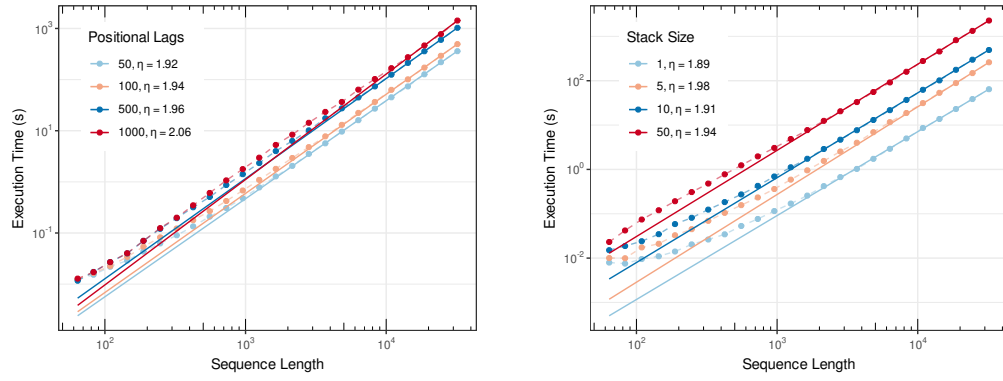 Positional Lags
50, η = 1.92
100, η = 1.94
500, η = 1.96
1000, η = 2.06
Execution Time (s)
10³
10¹
10⁻¹
10² 10³ 10⁴
Sequence Length
Stack Size
1, η = 1.89
5, η = 1.98
10, η = 1.91
50, η = 1.94
Execution Time (s)
10²
10⁰
10⁻²
10² 10³ 10⁴
Sequence Length